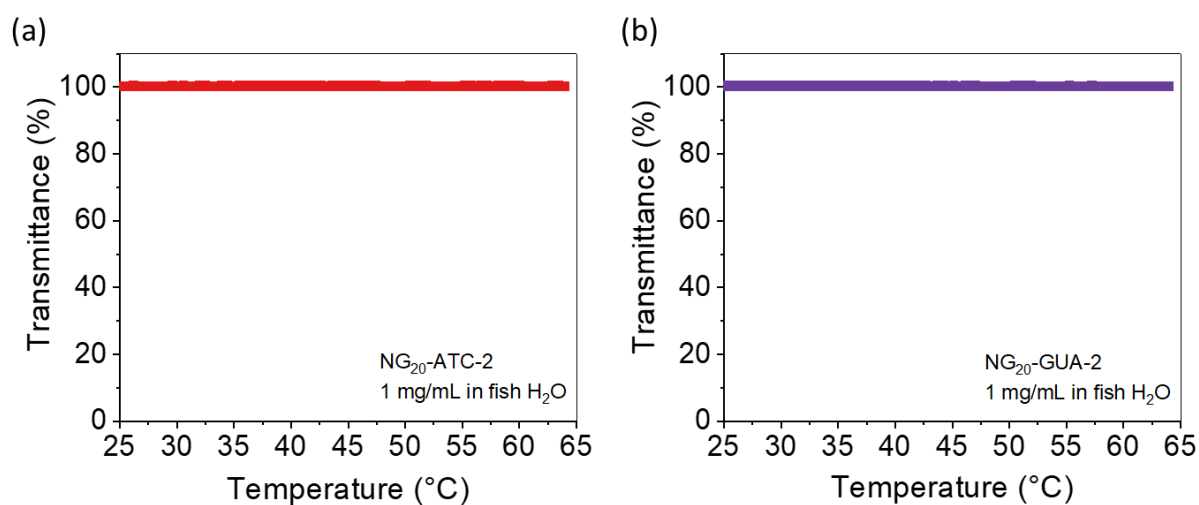 (a)
Transmittance (%)
100
80
60
40
20
0
NG₂₀-ATC-2
1 mg/mL in fish H₂O
25 30 35 40 45 50 55 60 65
Temperature (°C)
(b)
Transmittance (%)
100
80
60
40
20
0
NG₂₀-GUA-2
1 mg/mL in fish H₂O
25 30 35 40 45 50 55 60 65
Temperature (°C)